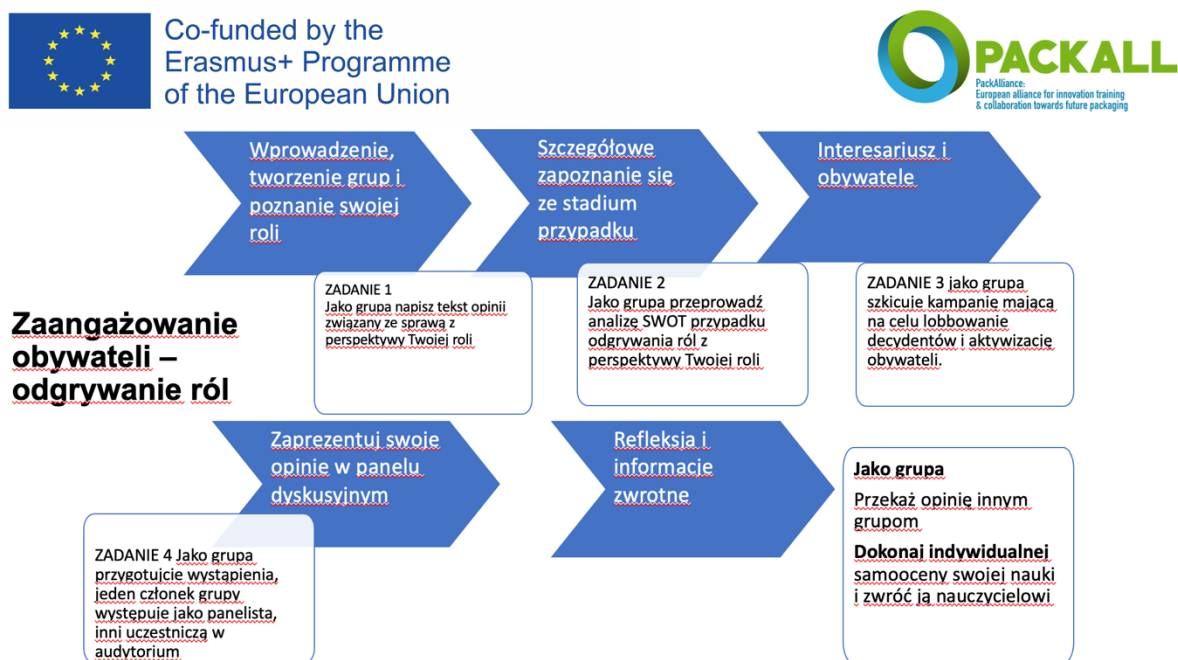 Co-funded by the
Erasmus+ Programme
of the European Union
PACKALL
PackAlliance:
European alliance for innovation training
& collaboration towards future packaging
Wprowadzenie,
tworzenie grup i
poznanie swojej
roli
Szczegółowe
zapoznanie się
ze stadium
przypadku
Interesariusz i
obywatele
ZADANIE 1
Jako grupa napisz tekst opinii
związany ze sprawą z
perspektywy Twojej roli
ZADANIE 2
Jako grupa przeprowadź
analizę SWOT przypadku
odgrywania ról z
perspektywy Twojej roli
ZADANIE 3 jako grupa
szkicuje kampanię mającą
na celu lobbowanie
decydentów i aktywizację
obywateli.
Zaangażowanie
obywateli –
odgrywanie ról
Zaprezentuj swoje
opinie w panelu
dyskusyjnym
Refleksja i
informacje
zwrotne
ZADANIE 4 Jako grupa
przygotujcie wystąpienia,
jeden członek grupy
występuje jako panelista,
inni uczestniczą w
audytorium
Jako grupa
Przekaż opinię innym
grupom
Dokonaj indywidualnej
samooceny swojej nauki
i zwróć ją nauczycielowi